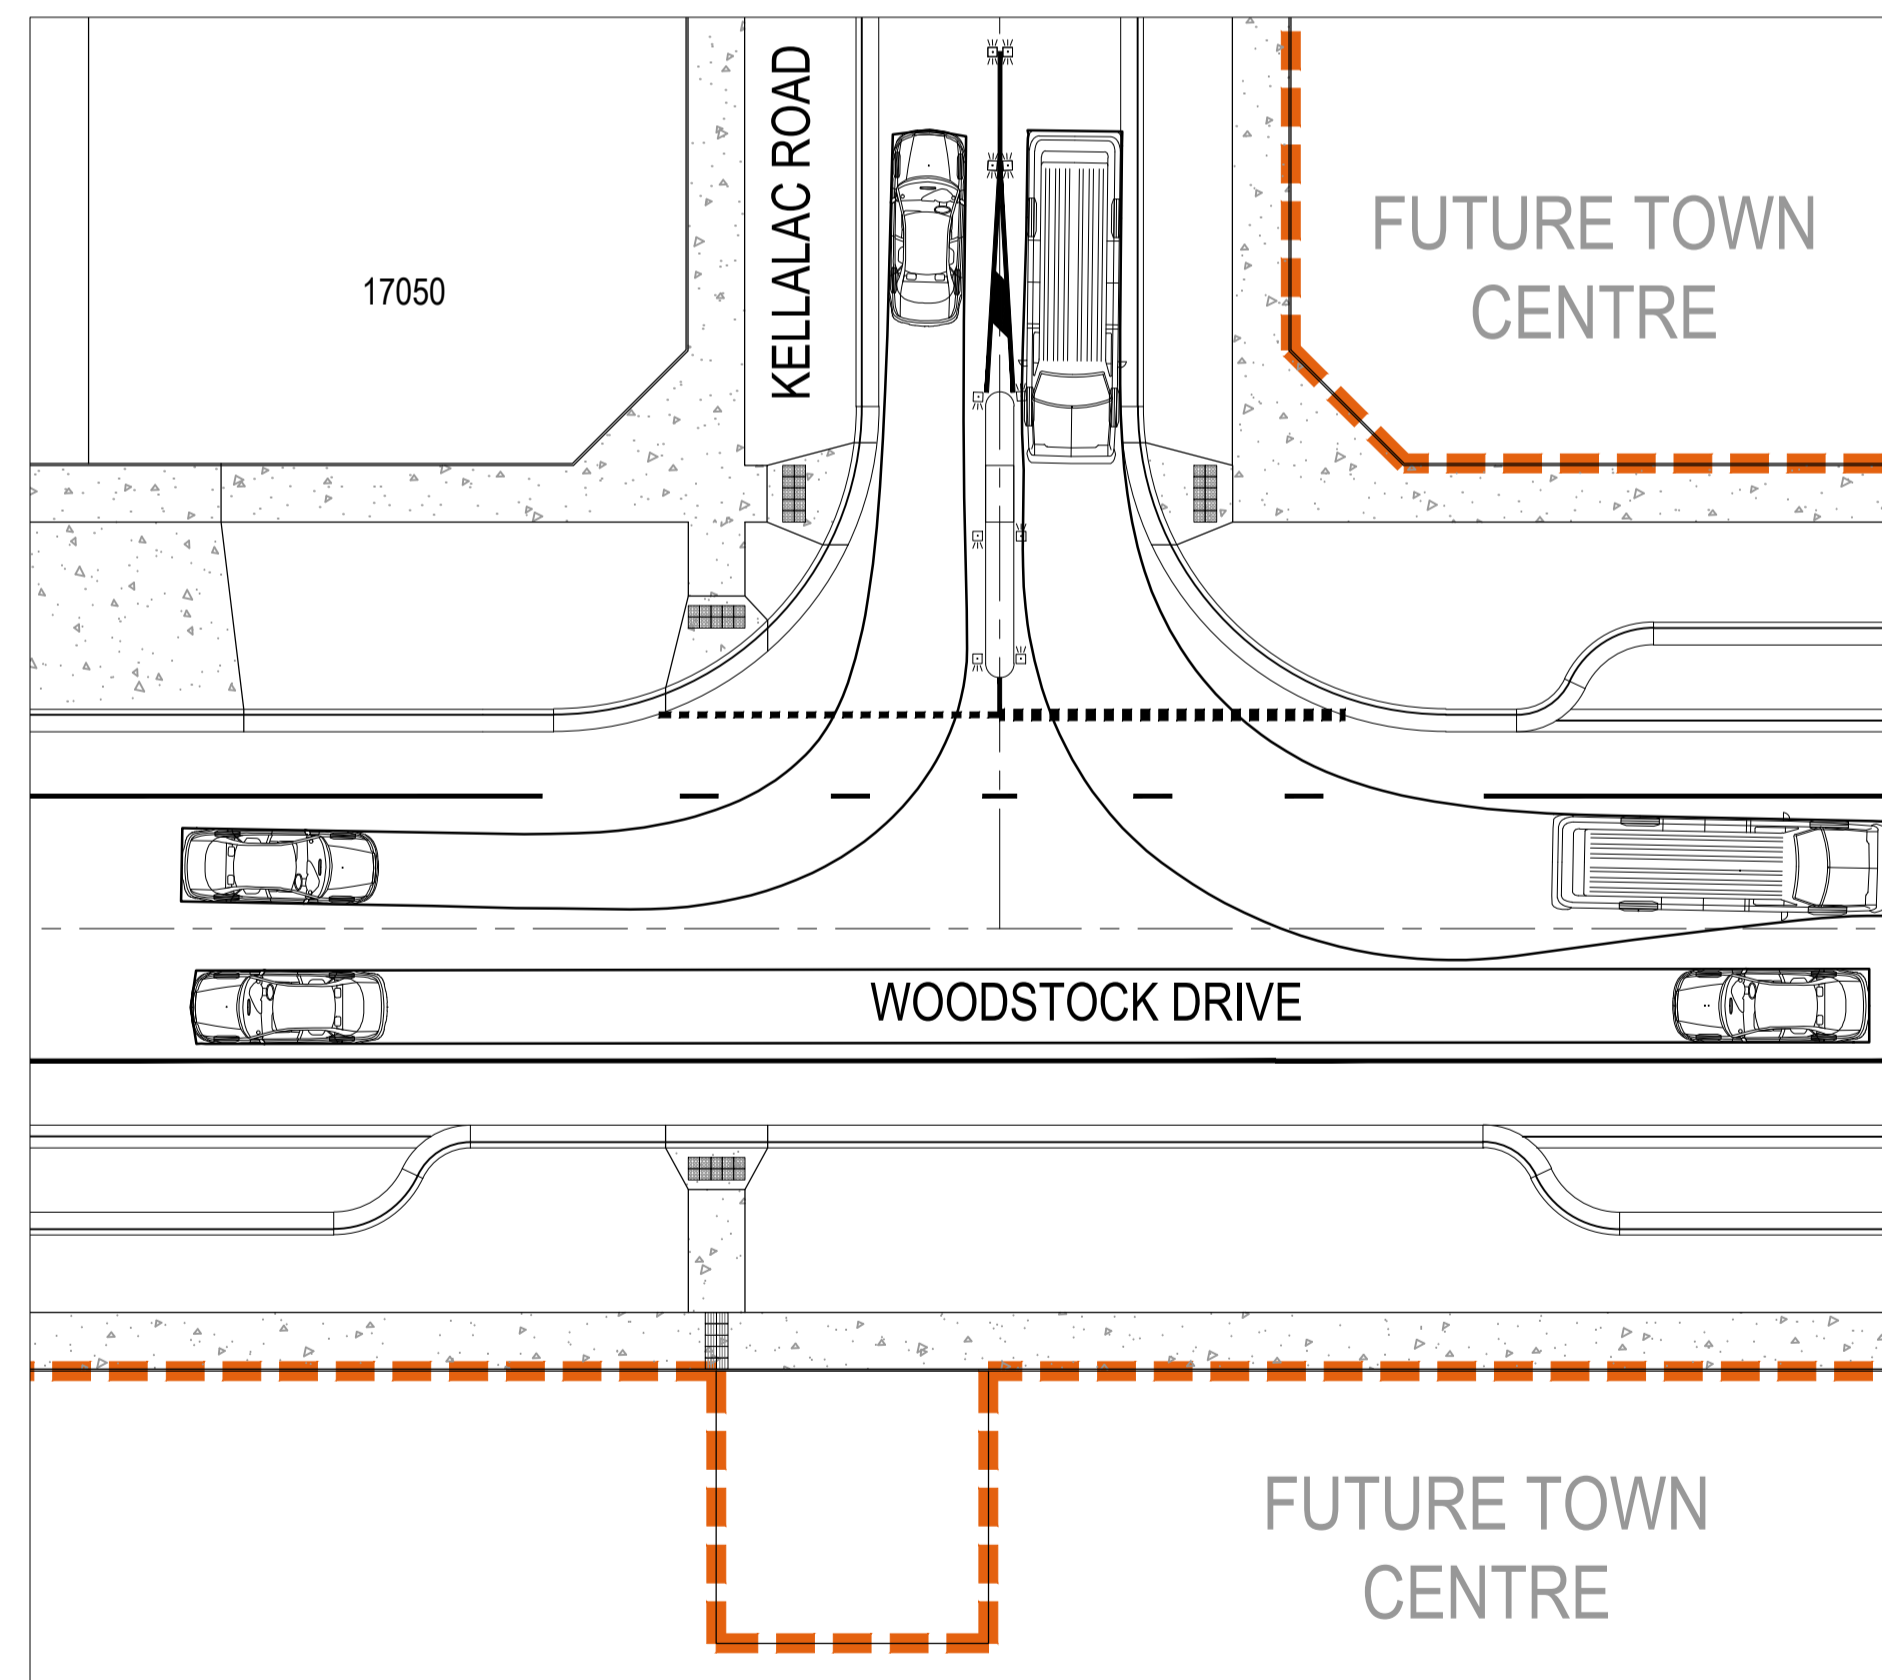 KELLALAC ROAD
17050
FUTURE TOWN
CENTRE
WOODSTOCK DRIVE
FUTURE TOWN
CENTRE